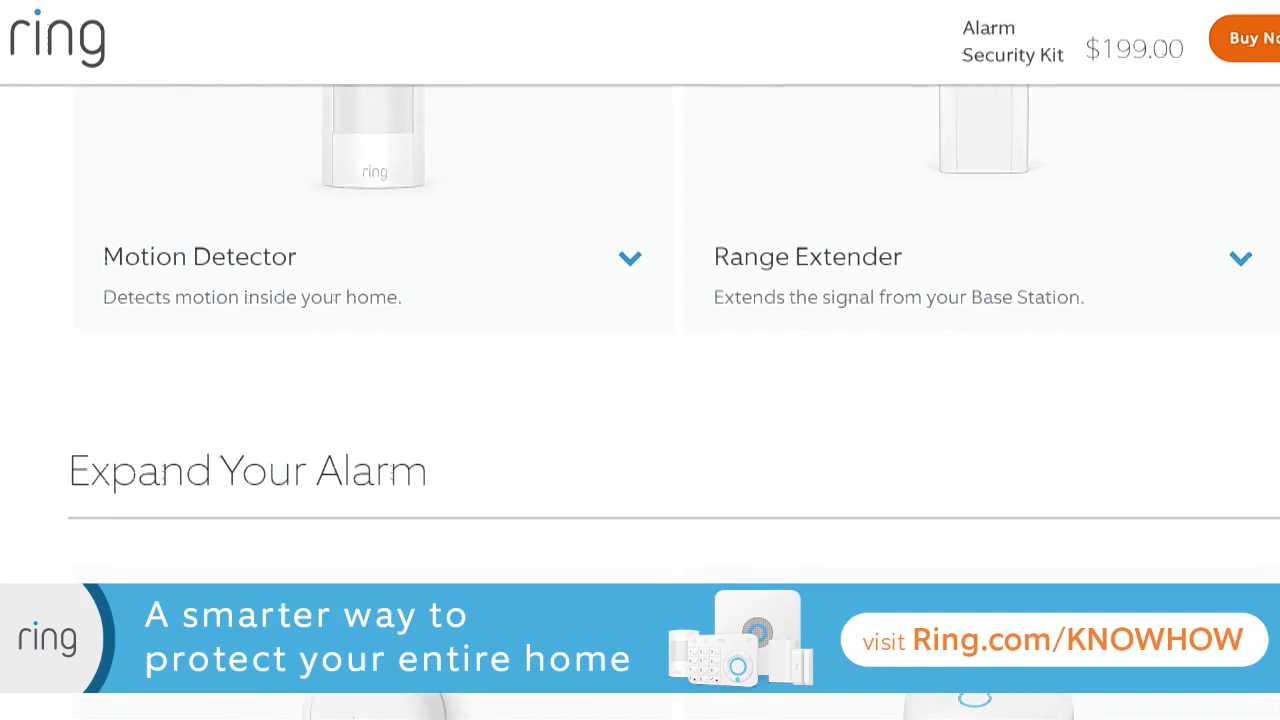 ring
Alarm
Security Kit
$199.00
Buy No
ring
Motion Detector
Detects motion inside your home.
Range Extender
Extends the signal from your Base Station.
Expand Your Alarm
ring
A smarter way to
protect your entire home
visit Ring.com/KNOWHOW